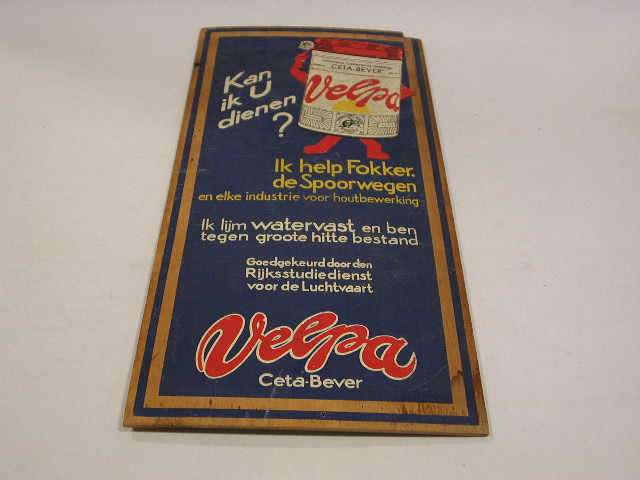 CETA-BEVER
Velpa
Kan
U
ik
dienen
?
Ik help Fokker,
de Spoorwegen
en elke industrie voor houtbewerking
Ik lijm watervast en ben
tegen groote hitte bestand
Goedgekeurd door den
Rijksstudiedienst
voor de Luchtvaart
Velpa
Ceta-Bever